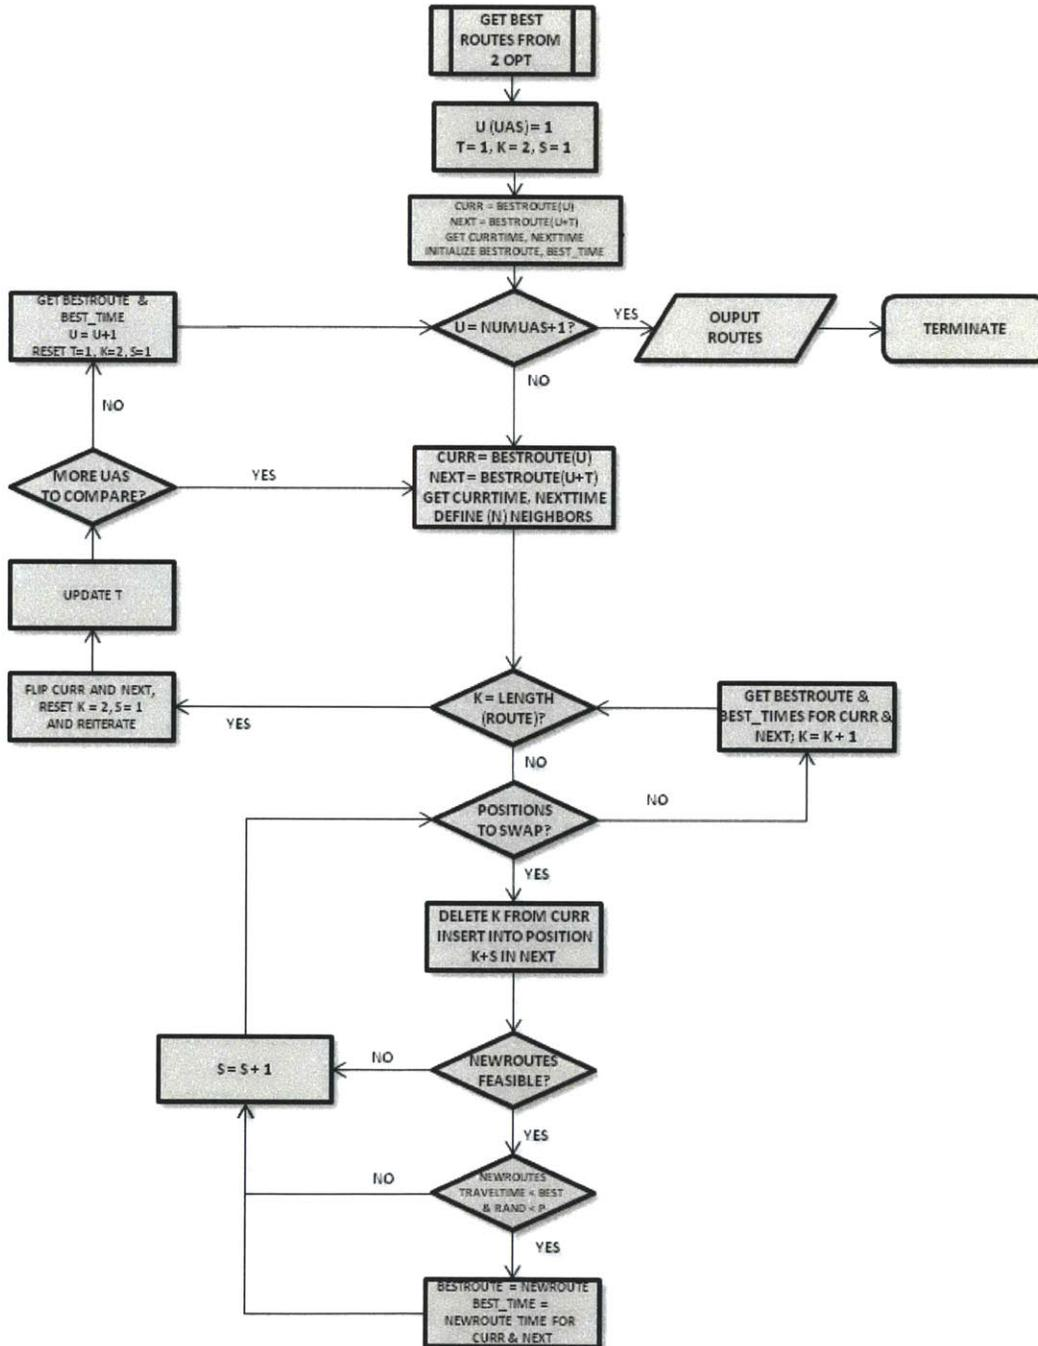 GET BEST
ROUTES FROM
2 OPT
U (UAS) = 1
T = 1, K = 2, S = 1
CURR = BESTROUTE(U)
NEXT = BESTROUTE(U+T)
GET CURRTIME, NEXTTIME
INITIALIZE BESTROUTE, BEST_TIME
GET BESTROUTE &
BEST_TIME
U = U+1
RESET T=1, K=2, S=1
U = NUMUAS+1?
YES
OUPUT
ROUTES
TERMINATE
NO
NO
MORE UAS
TO COMPARE?
YES
CURR = BESTROUTE(U)
NEXT = BESTROUTE(U+T)
GET CURRTIME, NEXTTIME
DEFINE (N) NEIGHBORS
UPDATE T
FLIP CURR AND NEXT,
RESET K = 2, S = 1
AND REITERATE
YES
K = LENGTH
(ROUTE)?
GET BESTROUTE &
BEST_TIMES FOR CURR &
NEXT; K = K + 1
NO
POSITIONS
TO SWAP?
NO
YES
DELETE K FROM CURR
INSERT INTO POSITION
K+S IN NEXT
S = S + 1
NO
NEWROUTES
FEASIBLE?
YES
NO
NEWROUTES
TRAVELTIME < BEST
& RAND < P
YES
BESTROUTE = NEWROUTE
BEST_TIME =
NEWROUTE TIME FOR
CURR & NEXT